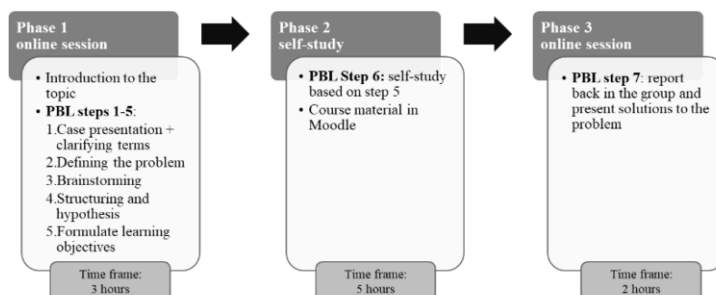 Phase 1
online session
• Introduction to the
topic
• PBL steps 1-5:
1.Case presentation +
clarifying terms
2.Defining the problem
3.Brainstorming
4.Structuring and
hypothesis
5.Formulate learning
objectives
Time frame:
3 hours
Phase 2
self-study
• PBL Step 6: self-study
based on step 5
• Course material in
Moodle
Time frame:
5 hours
Phase 3
online session
• PBL step 7: report
back in the group and
present solutions to the
problem
Time frame:
2 hours